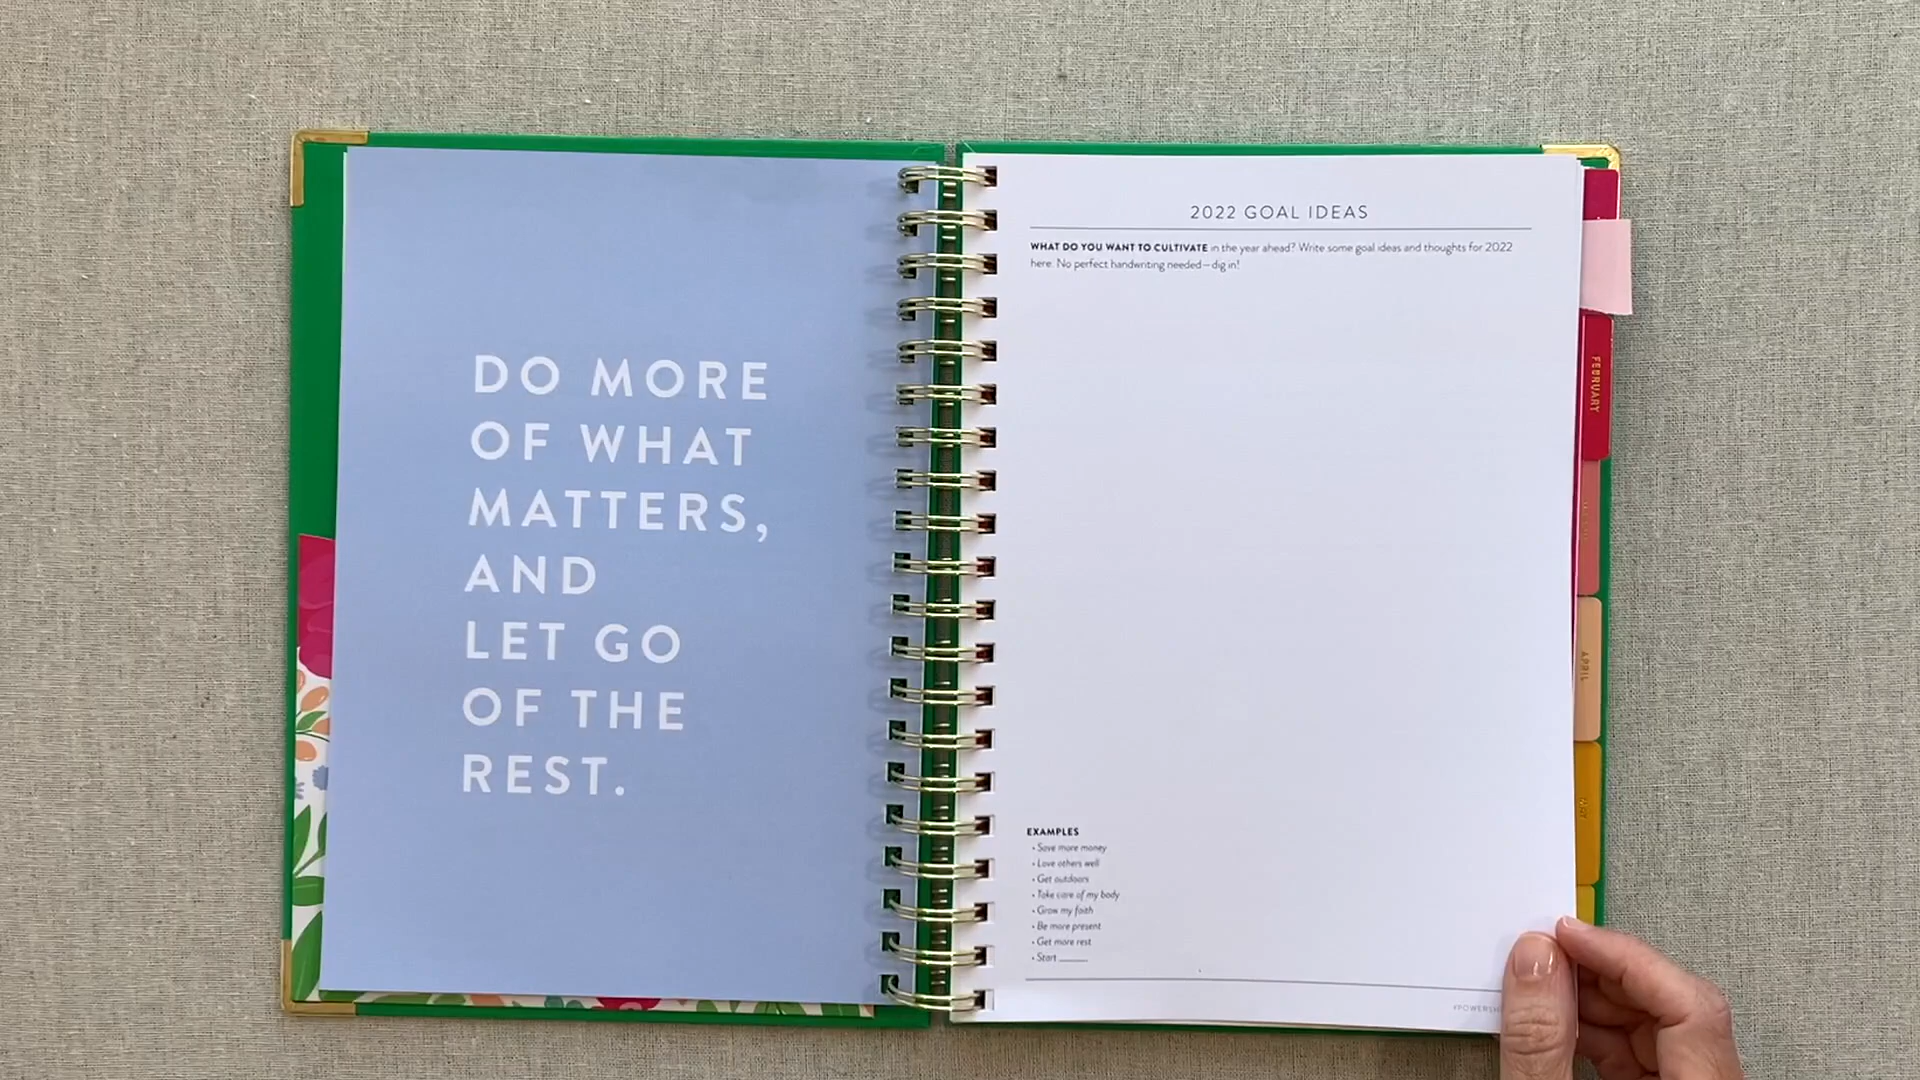 DO MORE
OF WHAT
MATTERS,
AND
LET GO
OF THE
REST.
2022 GOAL IDEAS
WHAT DO YOU WANT TO CULTIVATE in the year ahead? Write some goal ideas and thoughts for 2022
here. No perfect handwriting needed—dig in!
EXAMPLES
• Save more money
• Love others well
• Get outdoors
• Take care of my body
• Grow my faith
• Be more present
• Get more rest
• Start ______
FEBRUARY
APRIL
MAY